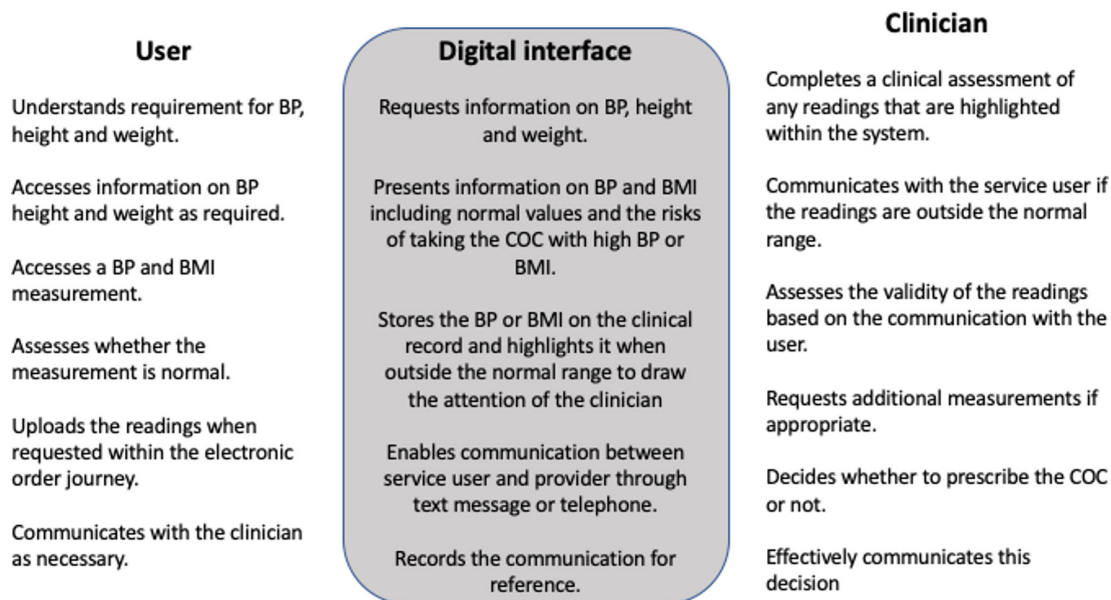 User
Understands requirement for BP,
height and weight.
Accesses information on BP
height and weight as required.
Accesses a BP and BMI
measurement.
Assesses whether the
measurement is normal.
Uploads the readings when
requested within the electronic
order journey.
Communicates with the clinician
as necessary.
Digital interface
Requests information on BP, height
and weight.
Presents information on BP and BMI
including normal values and the risks
of taking the COC with high BP or
BMI.
Stores the BP or BMI on the clinical
record and highlights it when
outside the normal range to draw
the attention of the clinician
Enables communication between
service user and provider through
text message or telephone.
Records the communication for
reference.
Clinician
Completes a clinical assessment of
any readings that are highlighted
within the system.
Communicates with the service user if
the readings are outside the normal
range.
Assesses the validity of the readings
based on the communication with the
user.
Requests additional measurements if
appropriate.
Decides whether to prescribe the COC
or not.
Effectively communicates this
decision